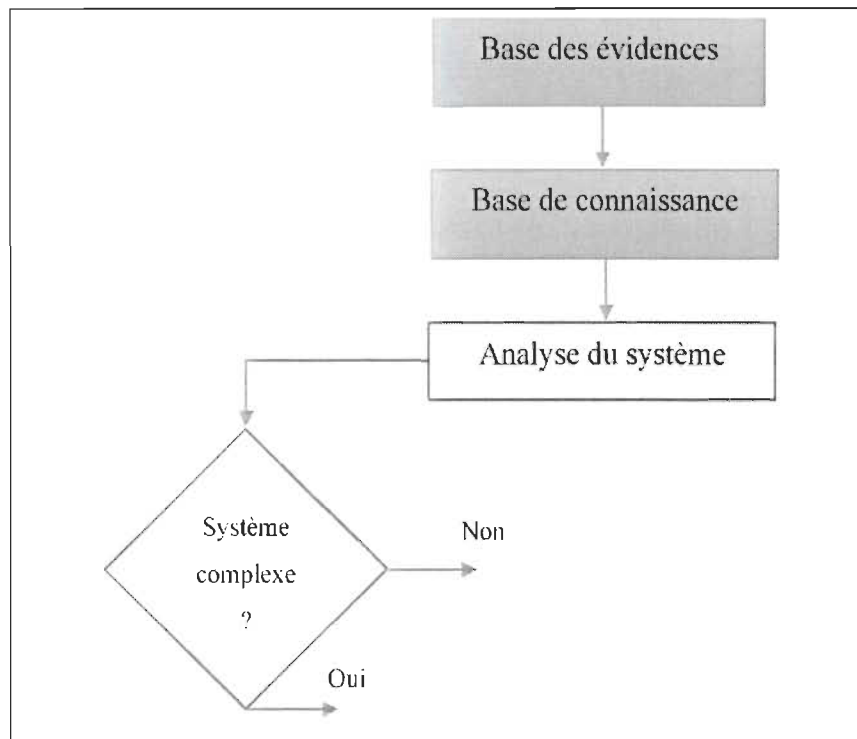 Base des évidences
Base de connaissance
Analyse du système
Système
complexe
?
Non
Oui